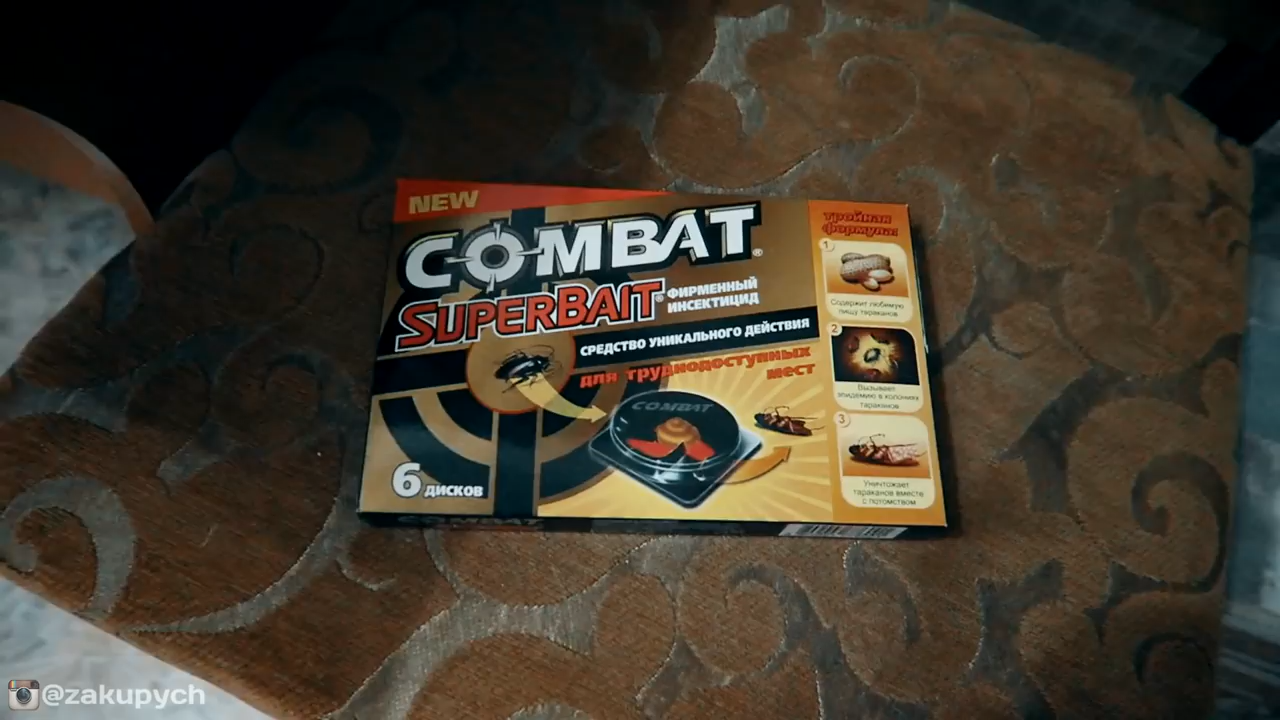 NEW
COMBAT®
SUPERBAIT®
ФИРМЕННЫЙ
ИНСЕКТИЦИД
СРЕДСТВО УНИКАЛЬНОГО ДЕЙСТВИЯ
для труднодоступных
мест
COMBAT
6 ДИСКОВ
тройная
формула!
1
Содержит любимую
пищу тараканов
2
Вызывает
эпидемию в колониях
тараканов
3
Уничтожает
тараканов вместе
с потомством
COMBAT
@zakupych